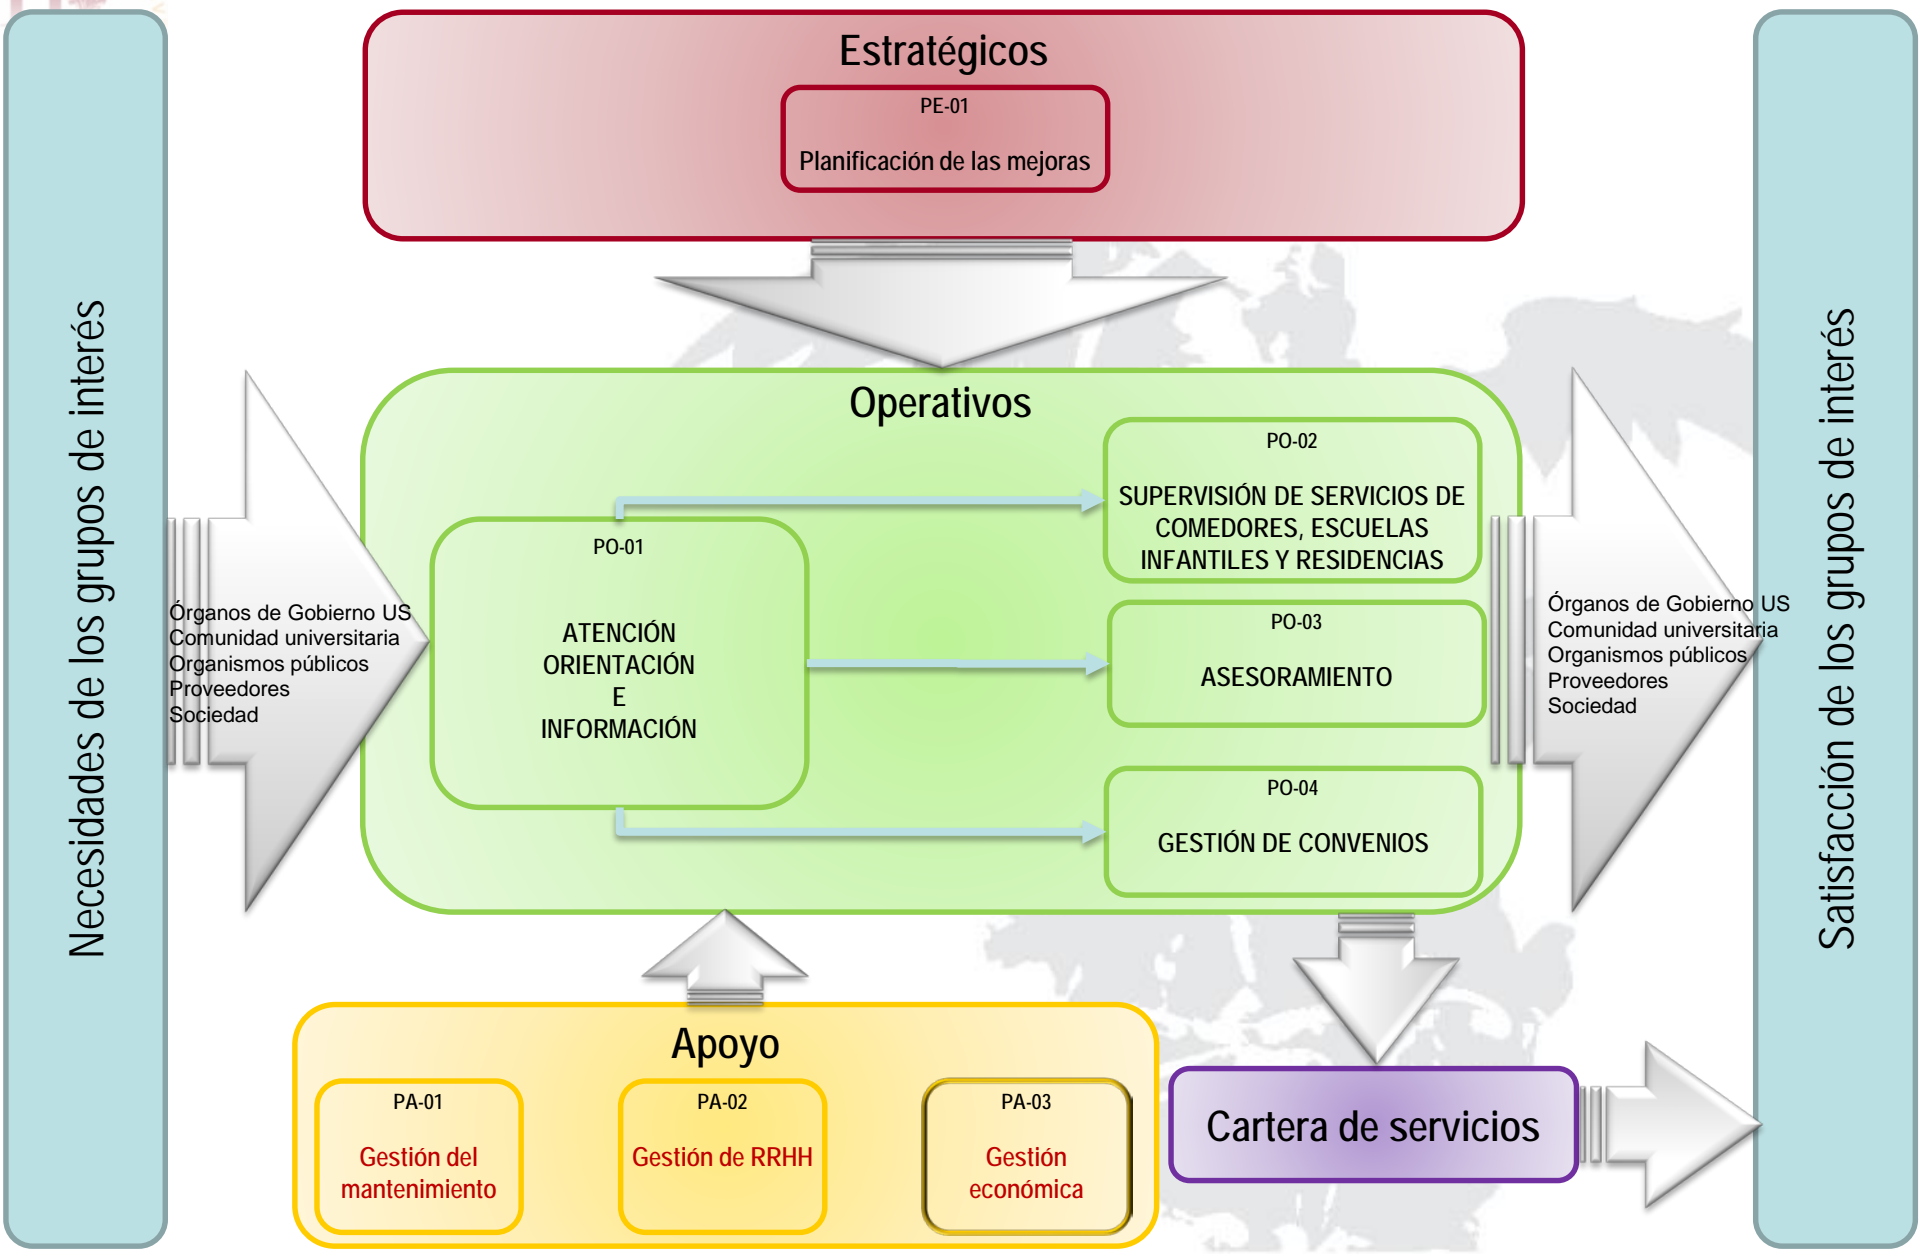 Necesidades de los grupos de interés
Estratégicos
PE-01
Planificación de las mejoras
Órganos de Gobierno US
Comunidad universitaria
Organismos públicos
Proveedores
Sociedad
Operativos
PO-01
ATENCIÓN
ORIENTACIÓN
E
INFORMACIÓN
PO-02
SUPERVISIÓN DE SERVICIOS DE
COMEDORES, ESCUELAS
INFANTILES Y RESIDENCIAS
PO-03
ASESORAMIENTO
PO-04
GESTIÓN DE CONVENIOS
Órganos de Gobierno US
Comunidad universitaria
Organismos públicos
Proveedores
Sociedad
Apoyo
PA-01
Gestión del
mantenimiento
PA-02
Gestión de RRHH
PA-03
Gestión
económica
Cartera de servicios
Satisfacción de los grupos de interés